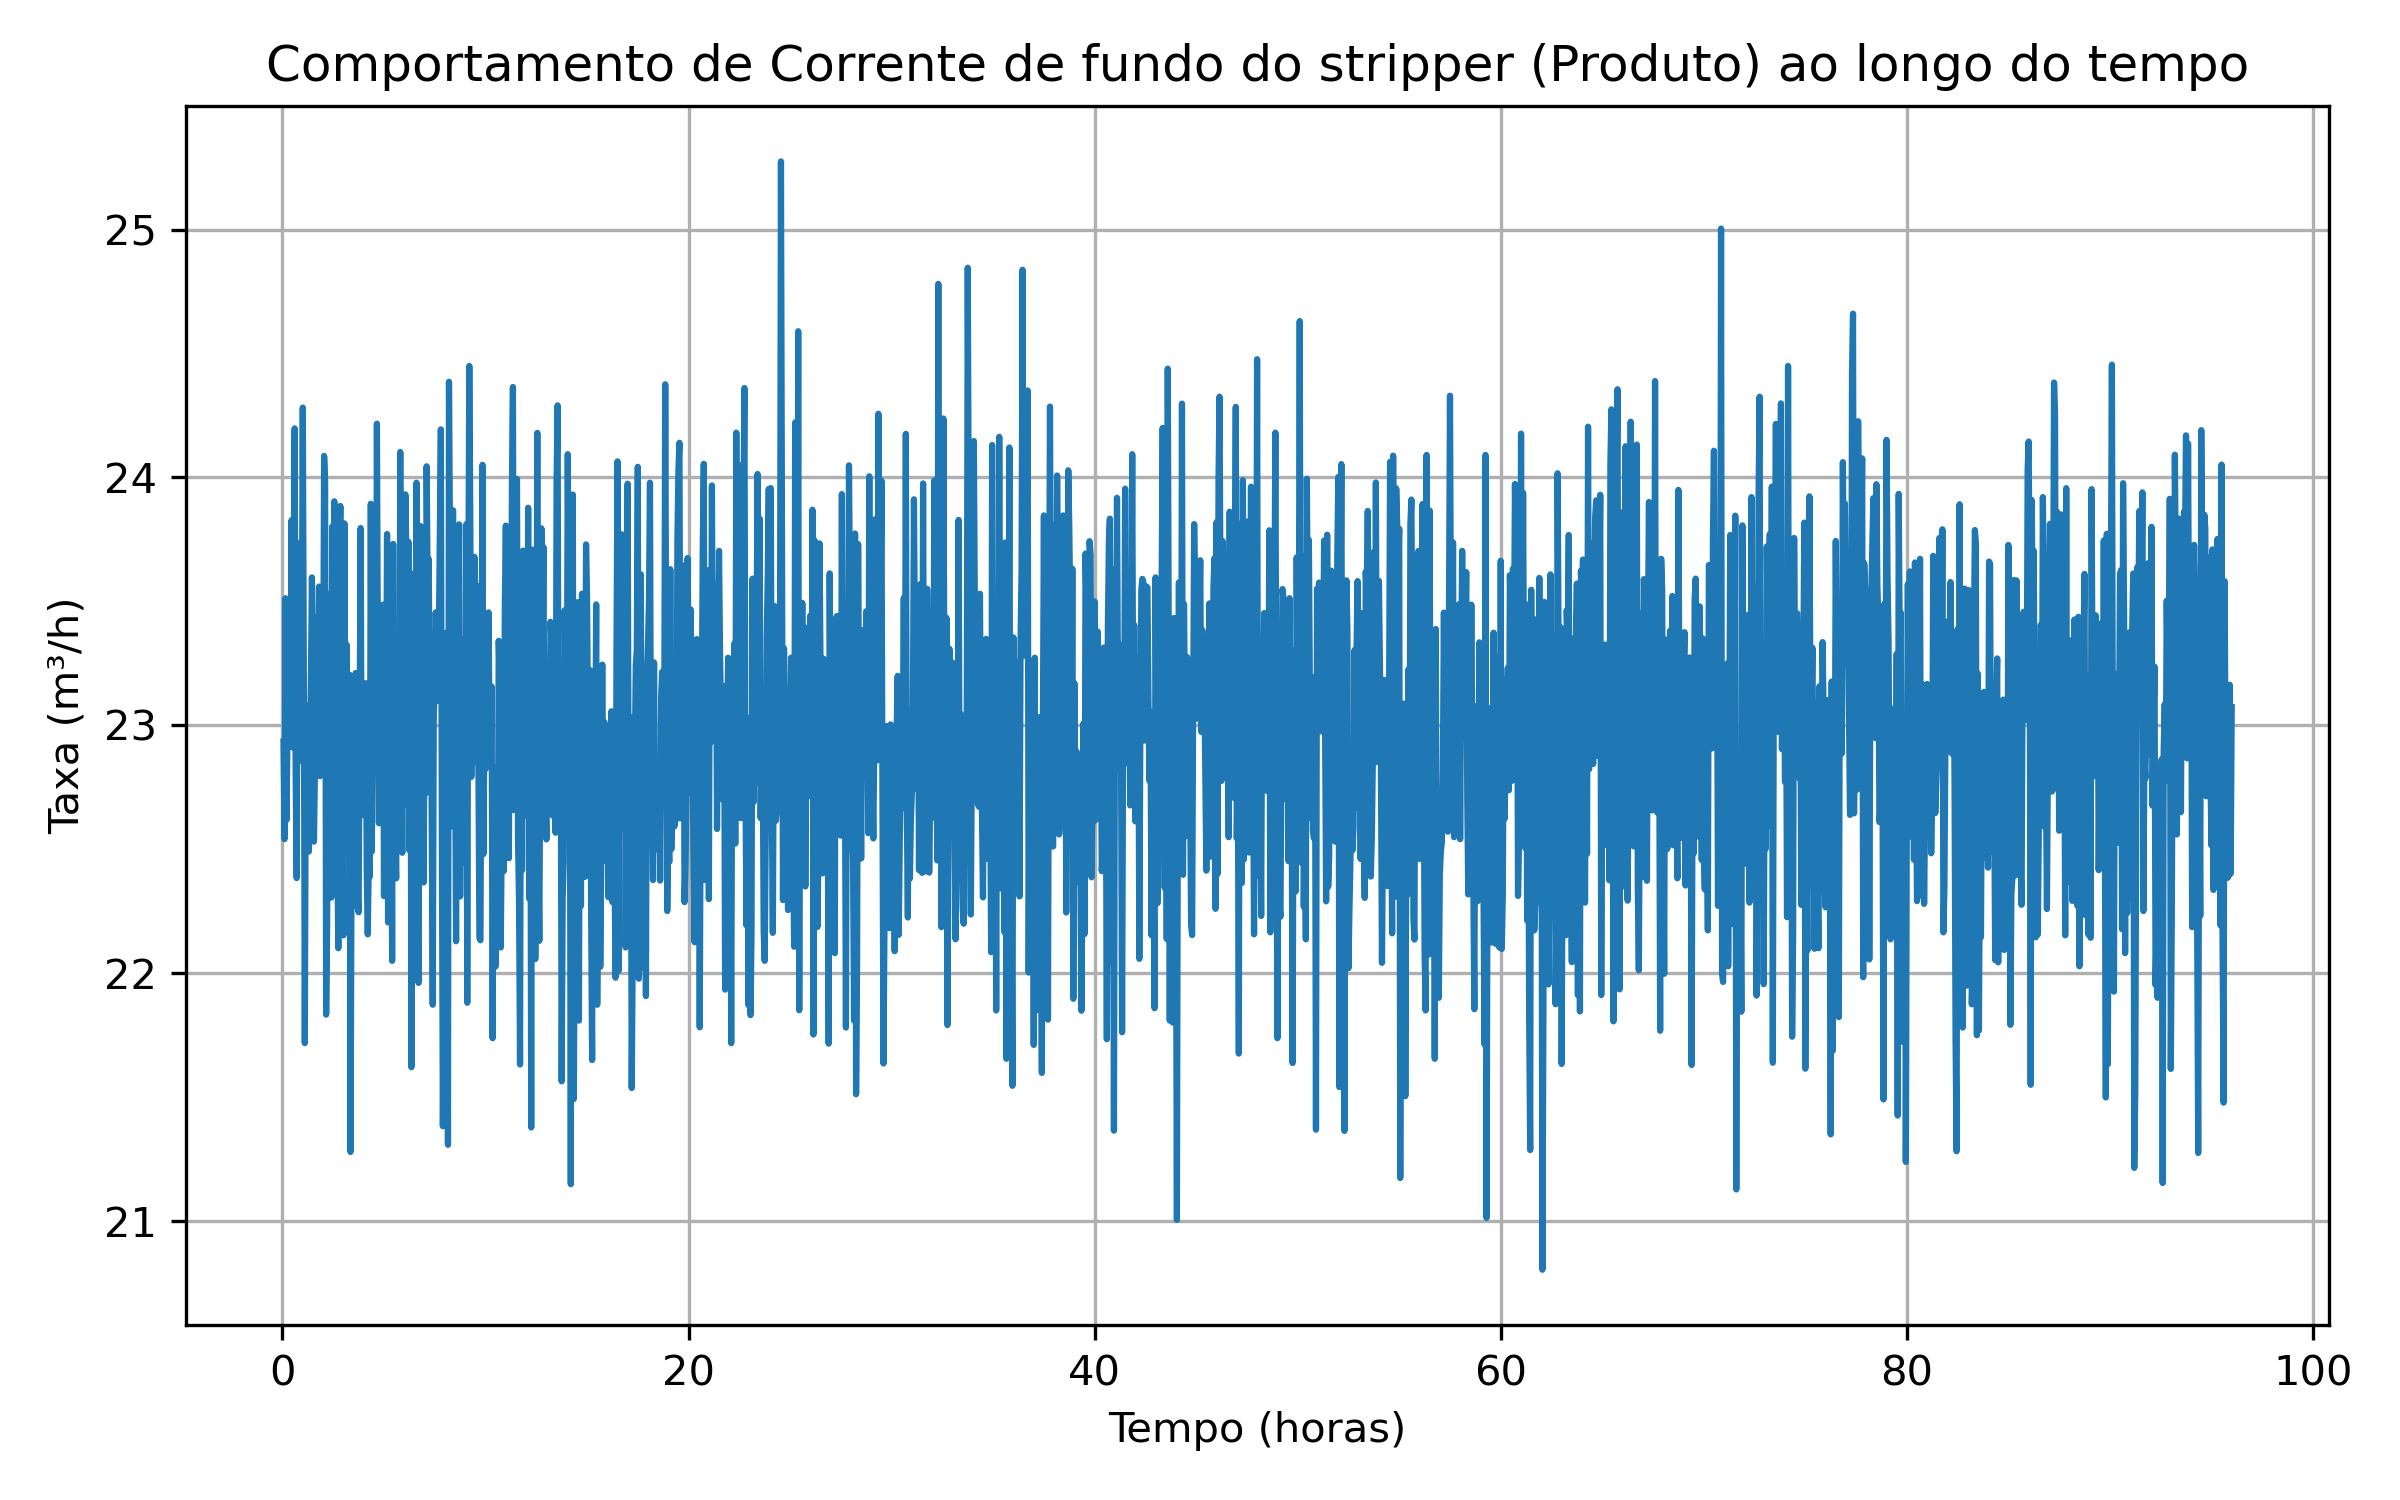 Comportamento de Corrente de fundo do stripper (Produto) ao longo do tempo
25
24
23
22
21
Taxa (m³/h)
0 20 40 60 80 100
Tempo (horas)